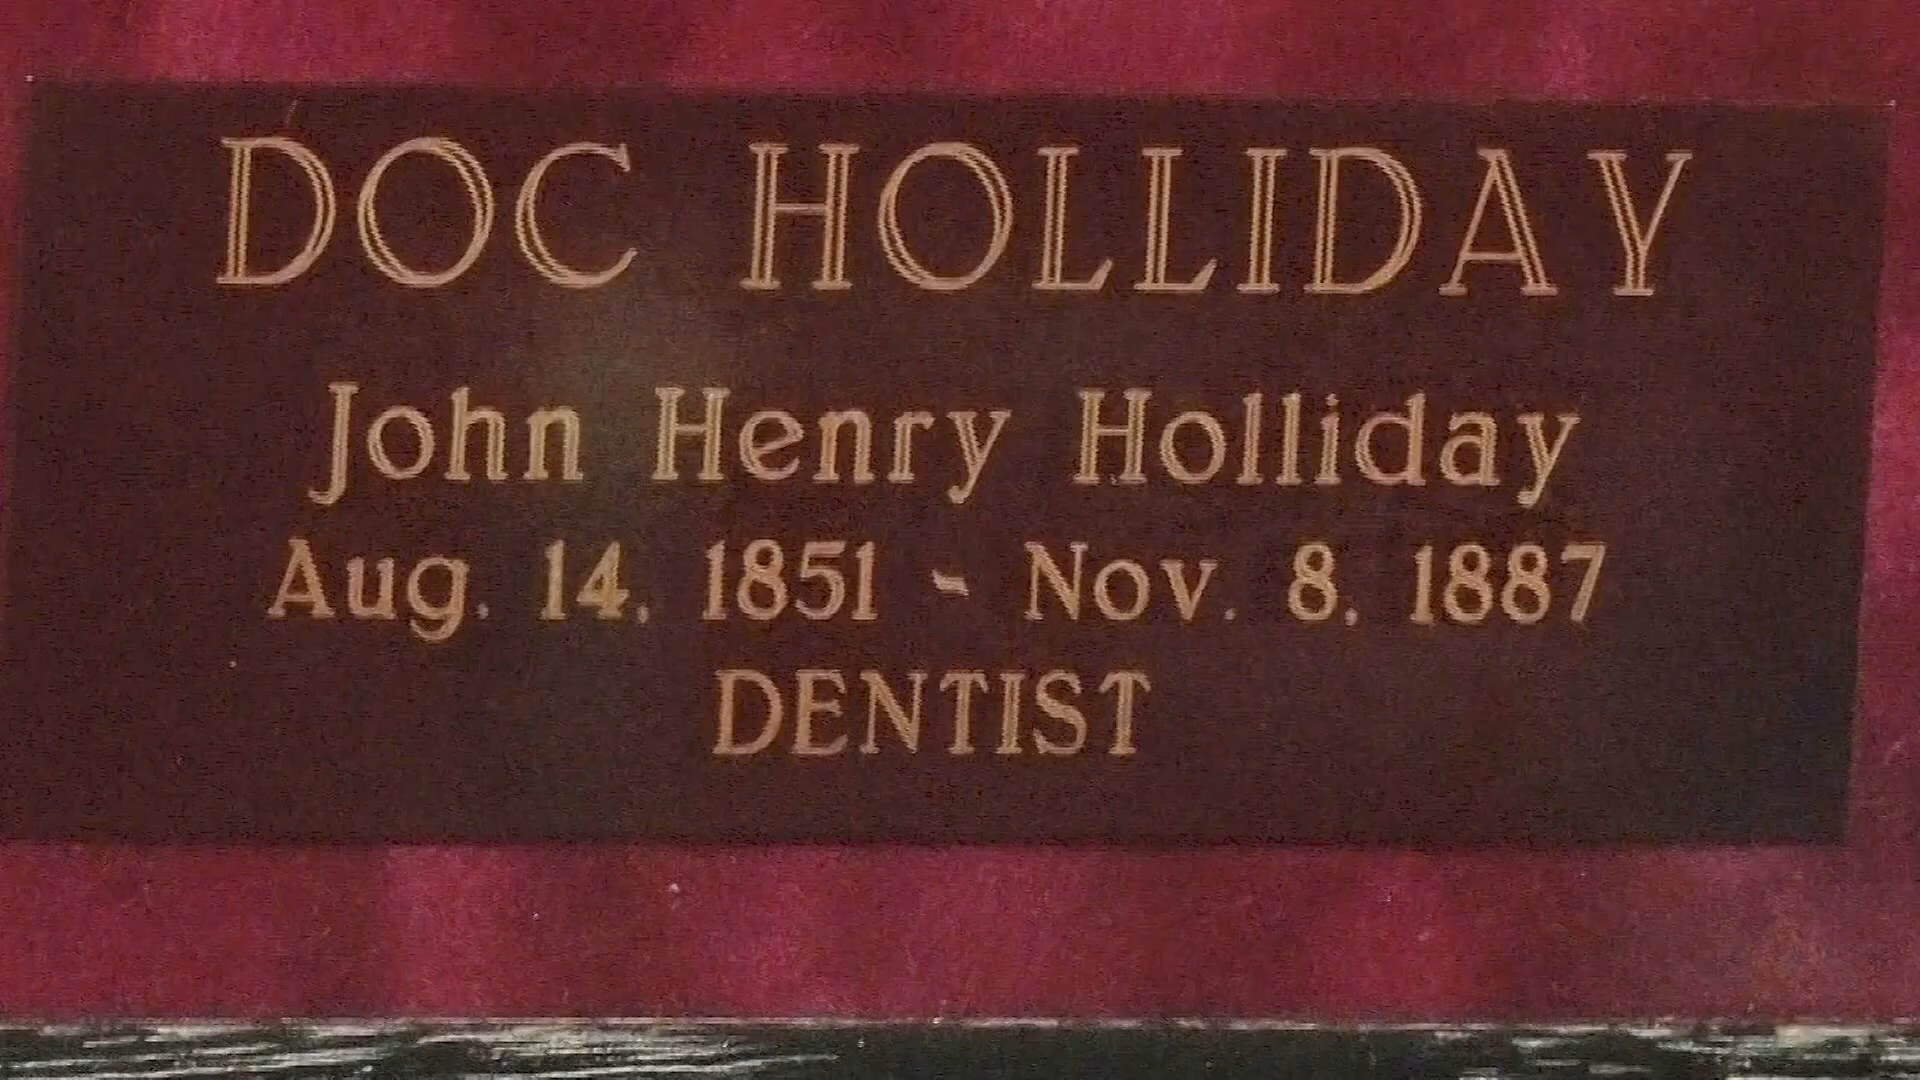 DOC HOLLIDAY
John Henry Holliday
Aug. 14, 1851 - Nov. 8, 1887
DENTIST